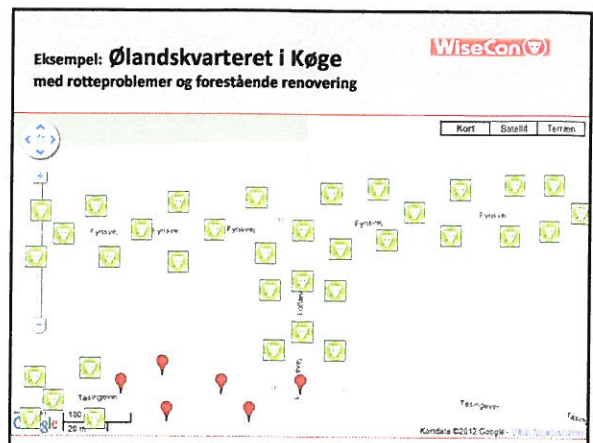 Eksempel: Ølandskvarteret i Køge
med rotteproblemer og forestående renovering
WiseCon
Kort Satellit Terræn
Fynsvej Fynsvej Fynsvej Fynsvej
Fynsvej
Tåsingevej
Tåsingevej
100
20 m
Google
Kortdata ©2012 Google -